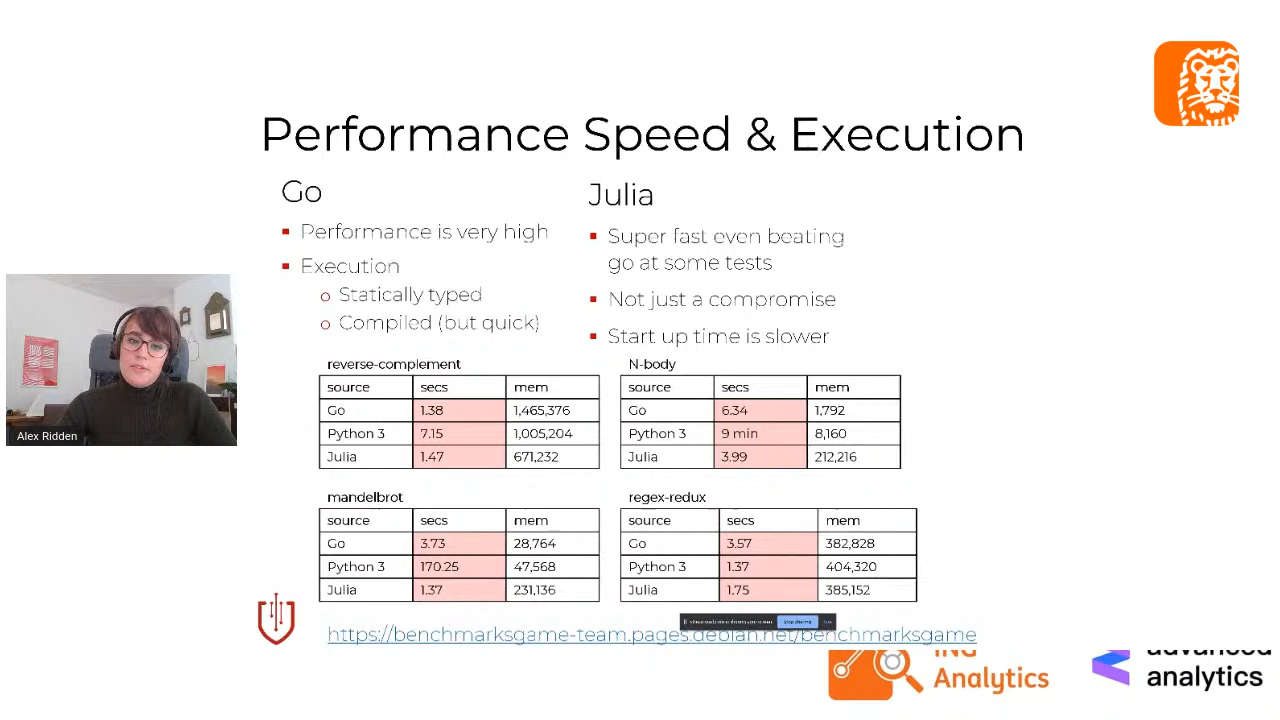 Performance Speed & Execution
Go
Performance is very high
Execution
Statically typed
Compiled (but quick)
Julia
Super fast even beating
go at some tests
Not just a compromise
Start up time is slower
reverse-complement
source secs mem
Go 1.38 1,465,376
Python 3 7.15 1,005,204
Julia 1.47 671,232
N-body
source secs mem
Go 6.34 1,792
Python 3 9 min 8,160
Julia 3.99 212,216
mandelbrot
source secs mem
Go 3.73 28,764
Python 3 170.25 47,568
Julia 1.37 231,136
regex-redux
source secs mem
Go 3.57 382,828
Python 3 1.37 404,320
Julia 1.75 385,152
Alex Ridden
Stop sharing
https://benchmarksgame-team.pages.debian.net/benchmarksgame
ING
Analytics
advanced
analytics